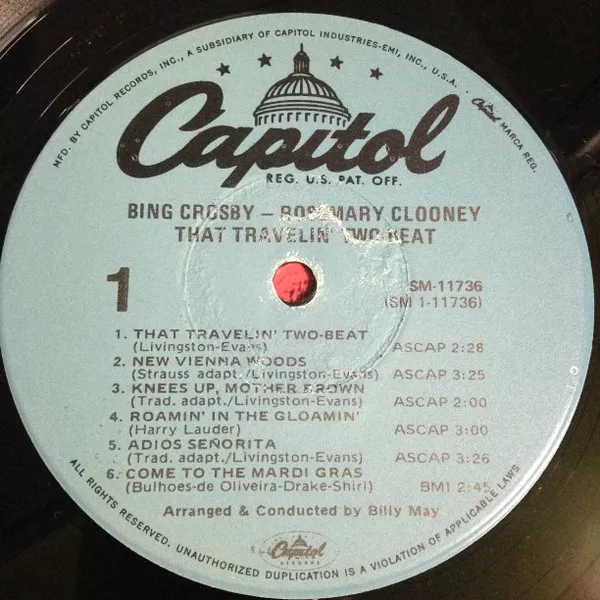 MFD. BY CAPITOL RECORDS, INC., A SUBSIDIARY OF CAPITOL INDUSTRIES-EMI, INC., U.S.A. · Capitol MARCA REG.
Capitol
REG. U.S. PAT. OFF.
BING CROSBY – ROSEMARY CLOONEY
THAT TRAVELIN' TWO-BEAT
1
SM-11736
(SM 1-11736)
1. THAT TRAVELIN' TWO-BEAT
(Livingston-Evans) ASCAP 2:28
2. NEW VIENNA WOODS
(Strauss adapt./Livingston-Evans) ASCAP 3:25
3. KNEES UP, MOTHER BROWN
(Trad. adapt./Livingston-Evans) ASCAP 2:00
4. ROAMIN' IN THE GLOAMIN'
(Harry Lauder) ASCAP 3:00
5. ADIOS SEÑORITA
(Trad. adapt./Livingston-Evans) ASCAP 3:26
6. COME TO THE MARDI GRAS
(Bulhoes-de Oliveira-Drake-Shirl) BMI 2:45
Arranged & Conducted by Billy May
Capitol
RECORDS
ALL RIGHTS RESERVED. UNAUTHORIZED DUPLICATION IS A VIOLATION OF APPLICABLE LAWS